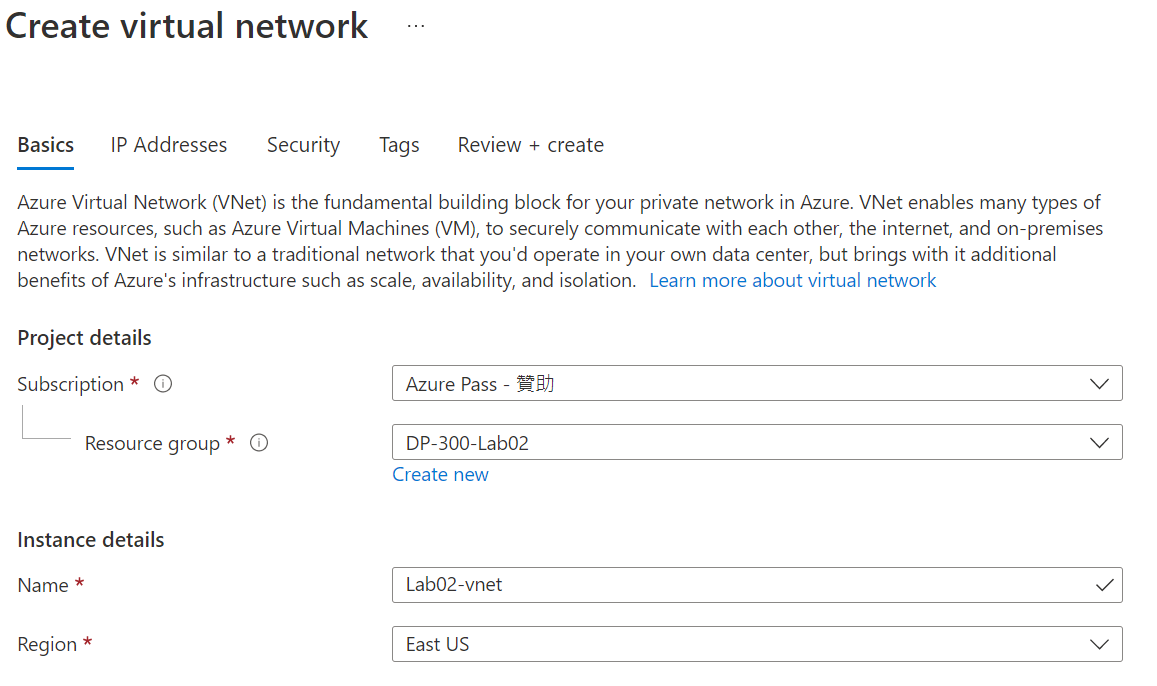 Create virtual network ...
Basics IP Addresses Security Tags Review + create
Azure Virtual Network (VNet) is the fundamental building block for your private network in Azure. VNet enables many types of
Azure resources, such as Azure Virtual Machines (VM), to securely communicate with each other, the internet, and on-premises
networks. VNet is similar to a traditional network that you'd operate in your own data center, but brings with it additional
benefits of Azure's infrastructure such as scale, availability, and isolation. Learn more about virtual network
Project details
Subscription * Azure Pass - 贊助
Resource group * DP-300-Lab02
Create new
Instance details
Name * Lab02-vnet
Region * East US